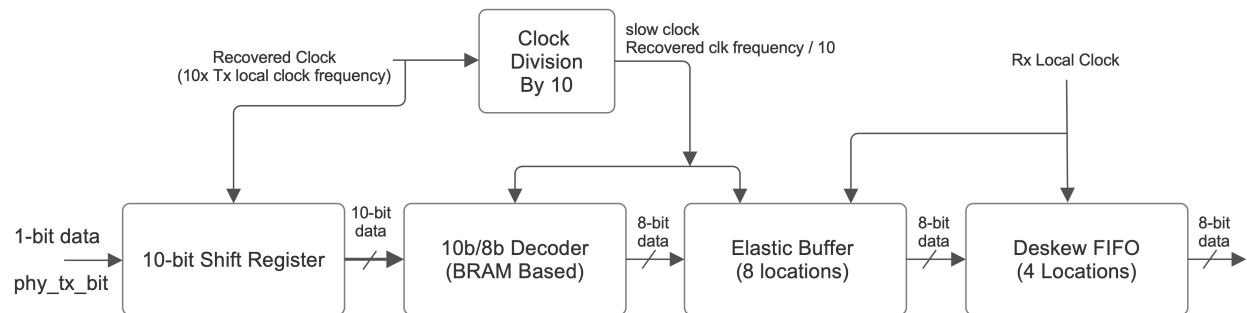 Recovered Clock
(10x Tx local clock frequency)
Clock
Division
By 10
slow clock
Recovered clk frequency / 10
Rx Local Clock
1-bit data
phy_tx_bit
10-bit Shift Register
10-bit
data
10b/8b Decoder
(BRAM Based)
8-bit
data
Elastic Buffer
(8 locations)
8-bit
data
Deskew FIFO
(4 Locations)
8-bit
data